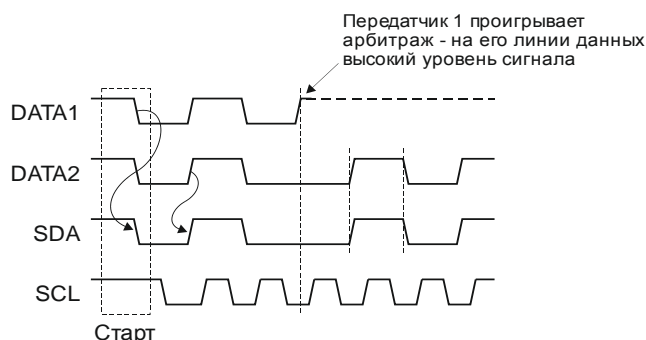 Передатчик 1 проигрывает
арбитраж - на его линии данных
высокий уровень сигнала
DATA1
DATA2
SDA
SCL
Старт